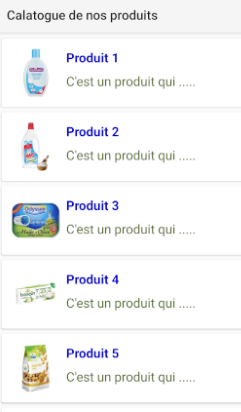 Calatogue de nos produits
Produit 1
C'est un produit qui .....
Produit 2
C'est un produit qui .....
Produit 3
C'est un produit qui .....
Produit 4
C'est un produit qui .....
Produit 5
C'est un produit qui .....